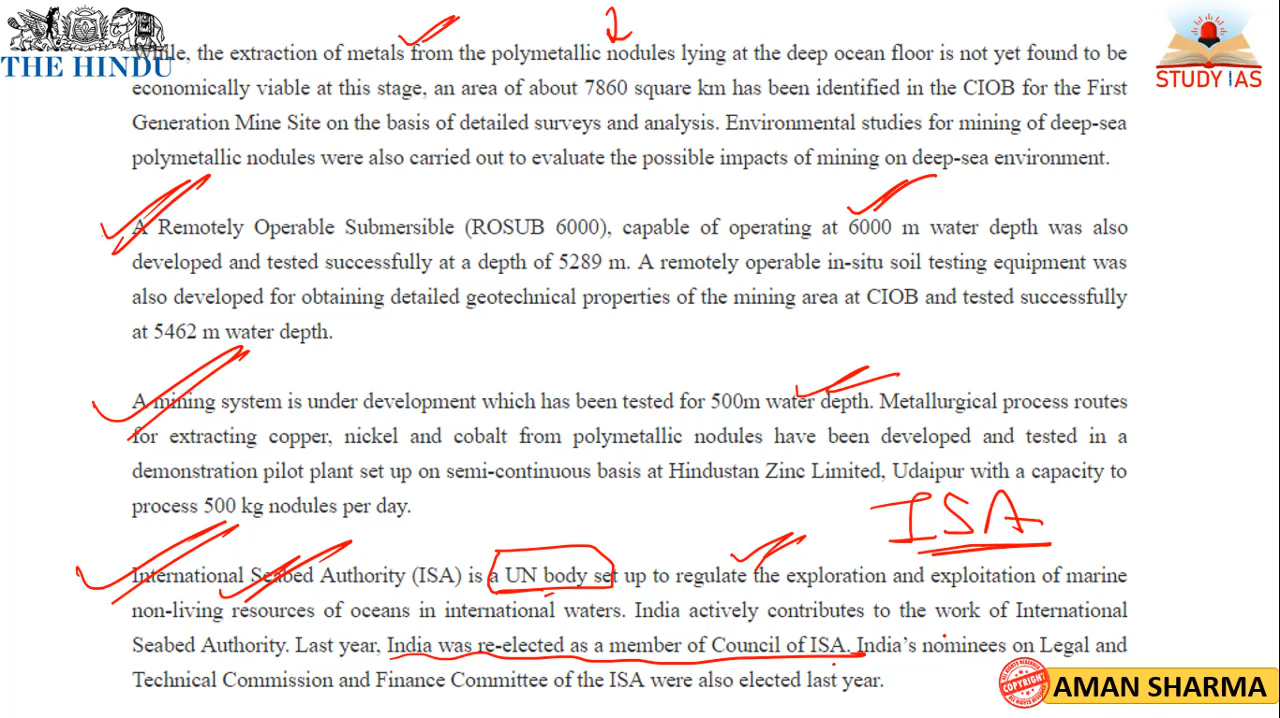 THE HINDU
STUDY IAS
While, the extraction of metals from the polymetallic nodules lying at the deep ocean floor is not yet found to be
economically viable at this stage, an area of about 7860 square km has been identified in the CIOB for the First
Generation Mine Site on the basis of detailed surveys and analysis. Environmental studies for mining of deep-sea
polymetallic nodules were also carried out to evaluate the possible impacts of mining on deep-sea environment.
A Remotely Operable Submersible (ROSUB 6000), capable of operating at 6000 m water depth was also
developed and tested successfully at a depth of 5289 m. A remotely operable in-situ soil testing equipment was
also developed for obtaining detailed geotechnical properties of the mining area at CIOB and tested successfully
at 5462 m water depth.
A mining system is under development which has been tested for 500m water depth. Metallurgical process routes
for extracting copper, nickel and cobalt from polymetallic nodules have been developed and tested in a
demonstration pilot plant set up on semi-continuous basis at Hindustan Zinc Limited, Udaipur with a capacity to
process 500 kg nodules per day.
ISA
International Seabed Authority (ISA) is a UN body set up to regulate the exploration and exploitation of marine
non-living resources of oceans in international waters. India actively contributes to the work of International
Seabed Authority. Last year, India was re-elected as a member of Council of ISA. India's nominees on Legal and
Technical Commission and Finance Committee of the ISA were also elected last year.
COPYRIGHT
AMAN SHARMA